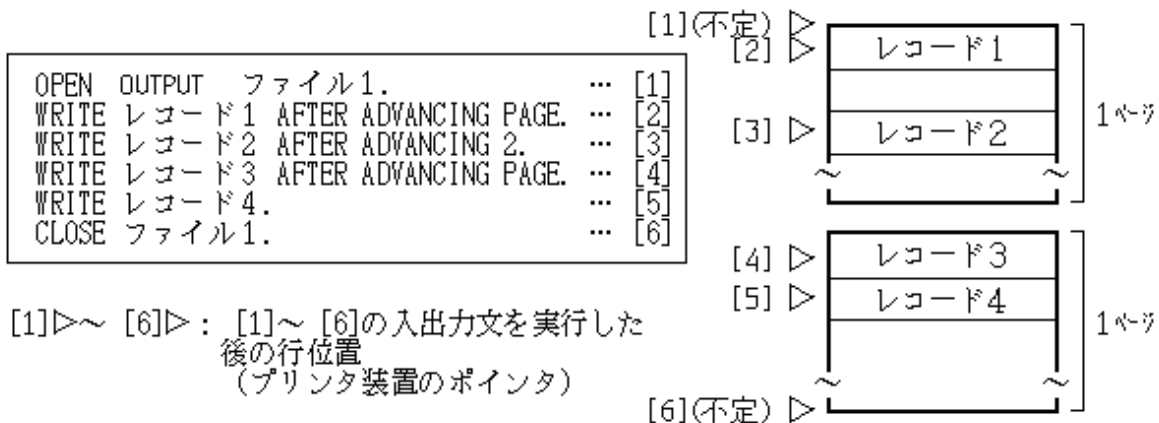 OPEN OUTPUT ファイル1. … [1]
WRITE レコード1 AFTER ADVANCING PAGE. … [2]
WRITE レコード2 AFTER ADVANCING 2. … [3]
WRITE レコード3 AFTER ADVANCING PAGE. … [4]
WRITE レコード4. … [5]
CLOSE ファイル1. … [6]
[1]▷～ [6]▷: [1]～ [6]の入出力文を実行した
後の行位置
(プリンタ装置のポインタ)
[1](不定) ▷
[2] ▷ レコード1
[3] ▷ レコード2
1ページ
[4] ▷ レコード3
[5] ▷ レコード4
1ページ
[6](不定) ▷